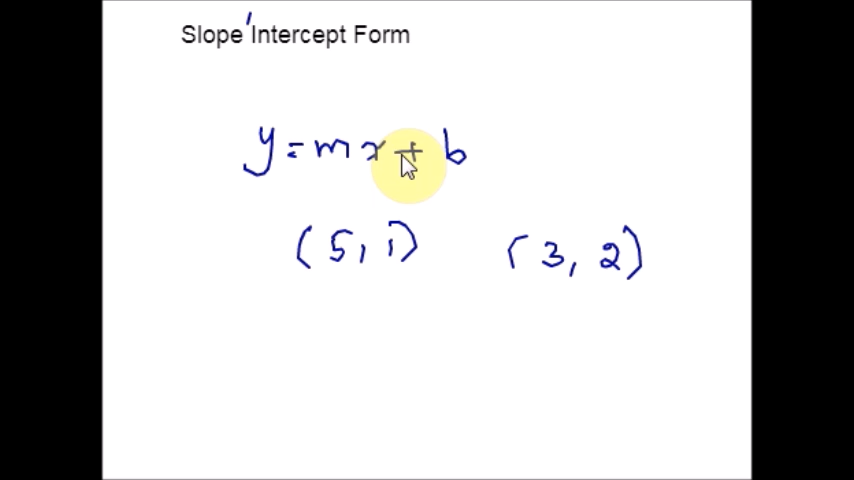 Slope Intercept Form
y=mx+b
(5,1) (3,2)